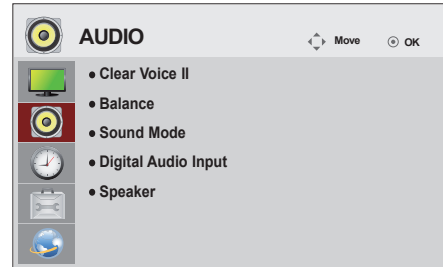 AUDIO
Move
OK
• Clear Voice II
• Balance
• Sound Mode
• Digital Audio Input
• Speaker